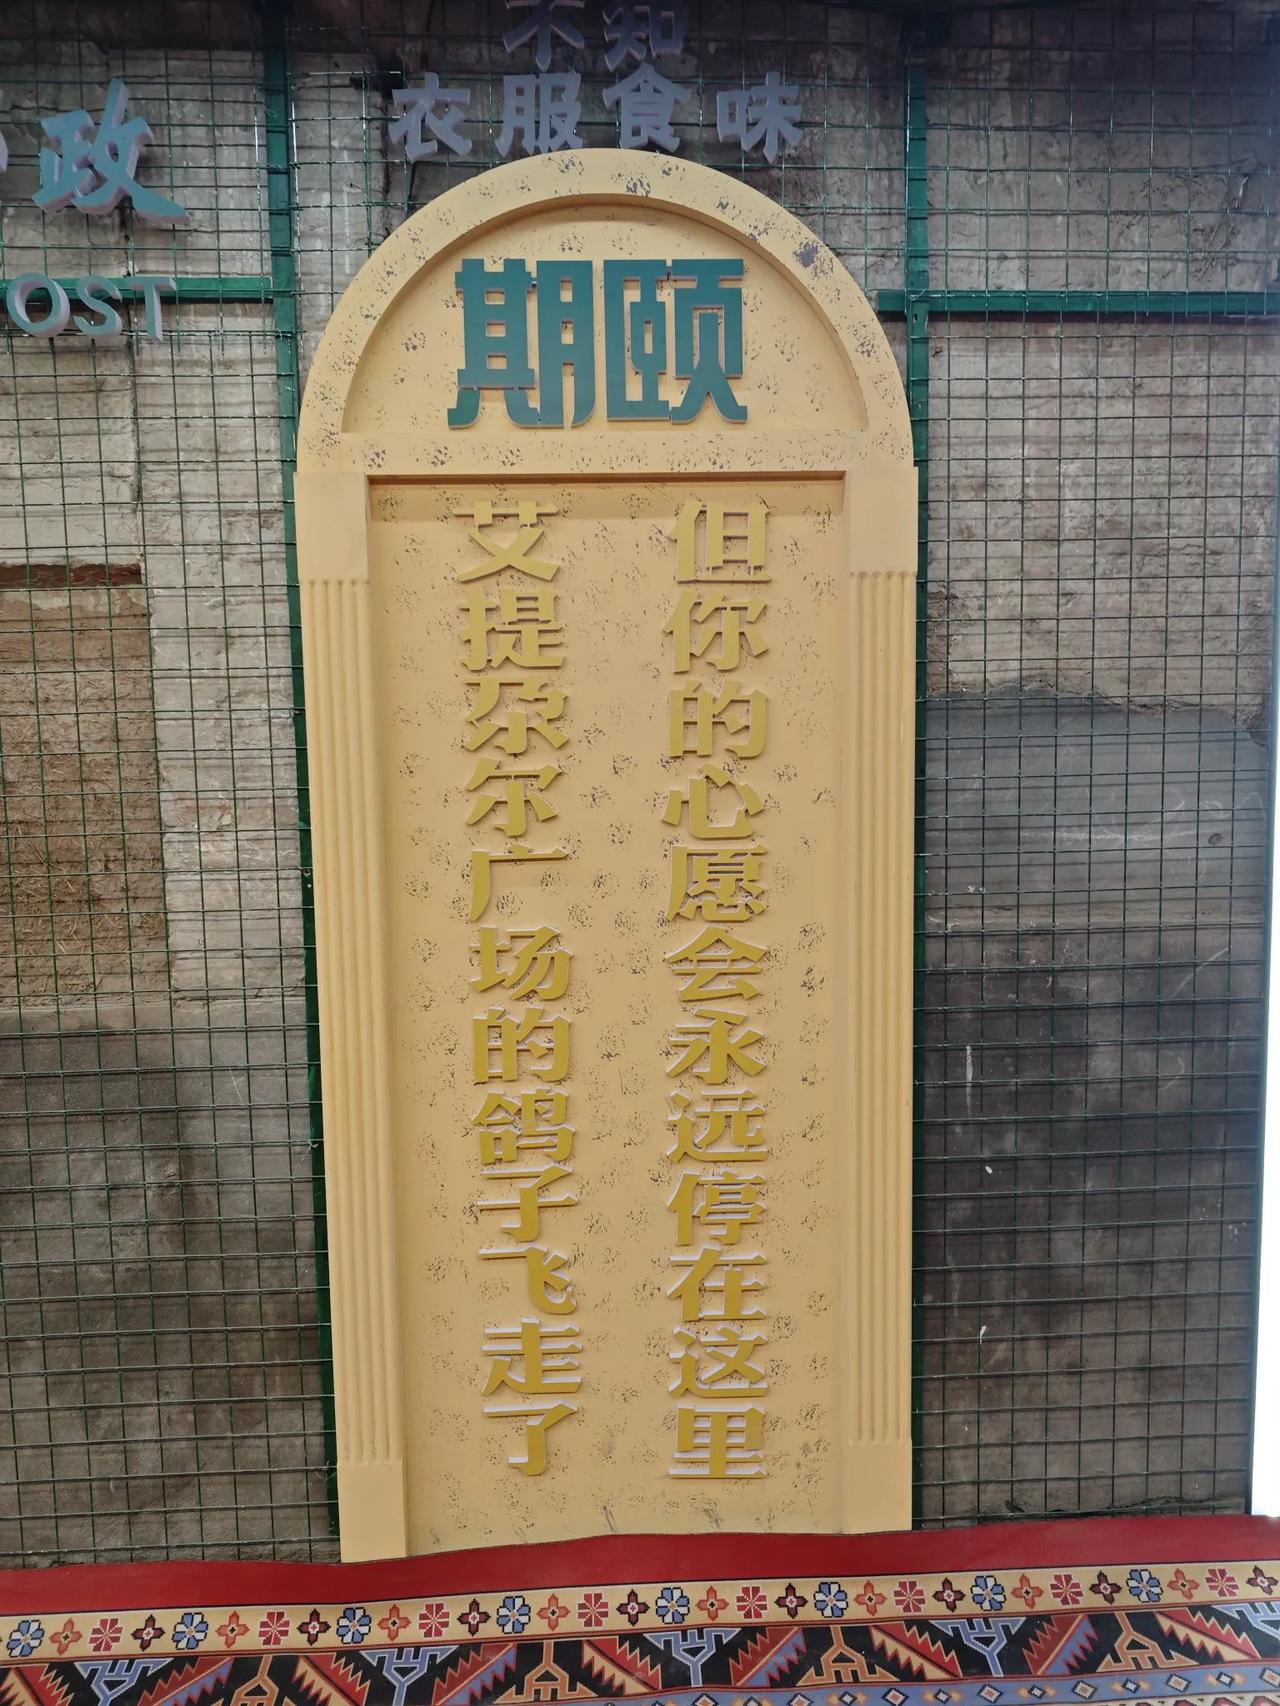 不知
衣服食味
政
OST
期颐
艾提尕尔广场的鸽子飞走了
但你的心愿会永远停在这里